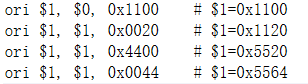 ori $1, $0, 0x1100    # $1=0x1100
ori $1, $1, 0x0020    # $1=0x1120
ori $1, $1, 0x4400    # $1=0x5520
ori $1, $1, 0x0044    # $1=0x5564